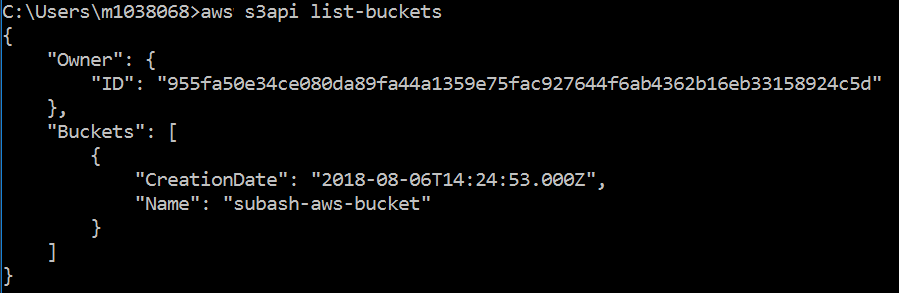 C:\Users\m1038068>aws s3api list-buckets
{
    "Owner": {
        "ID": "955fa50e34ce080da89fa44a1359e75fac927644f6ab4362b16eb33158924c5d"
    },
    "Buckets": [
        {
            "CreationDate": "2018-08-06T14:24:53.000Z",
            "Name": "subash-aws-bucket"
        }
    ]
}